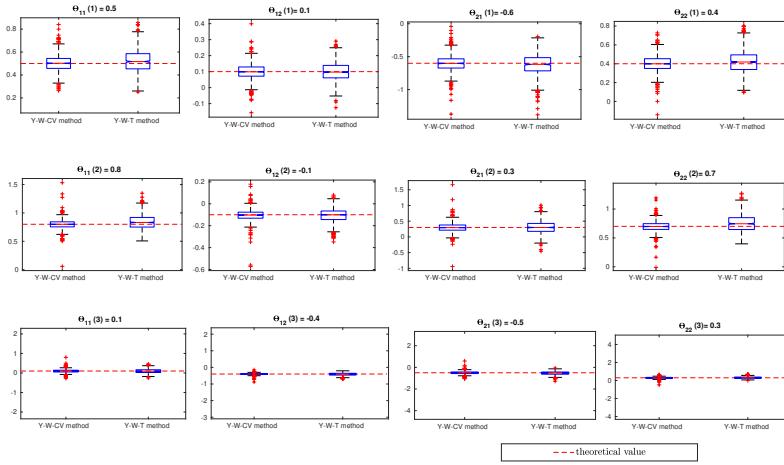 Θ11 (1) = 0.5
Θ12 (1)= 0.1
Θ21 (1)= -0.6
Θ22 (1)= 0.4
0.8
0.6
0.4
0.2
0.4
0.3
0.2
0.1
0
-0.1
0
-0.5
-1
0.8
0.6
0.4
0.2
0
Y-W-CV method
Y-W-T method
Y-W-CV method
Y-W-T method
Y-W-CV method
Y-W-T method
Y-W-CV method
Y-W-T method
Θ11 (2) = 0.8
Θ12 (2) = -0.1
Θ21 (2) = 0.3
Θ22 (2) = 0.7
1.5
1
0.5
0
0.2
0
-0.2
-0.4
-0.6
1.5
1
0.5
0
-0.5
-1
1
0.5
0
Y-W-CV method
Y-W-T method
Y-W-CV method
Y-W-T method
Y-W-CV method
Y-W-T method
Y-W-CV method
Y-W-T method
Θ11 (3) = 0.1
Θ12 (3) = -0.4
Θ21 (3) = -0.5
Θ22 (3) = 0.3
2
1
0
-1
-2
2
1
0
-1
-2
-3
2
0
-2
-4
4
2
0
-2
-4
Y-W-CV method
Y-W-T method
Y-W-CV method
Y-W-T method
Y-W-CV method
Y-W-T method
Y-W-CV method
Y-W-T method
theoretical value